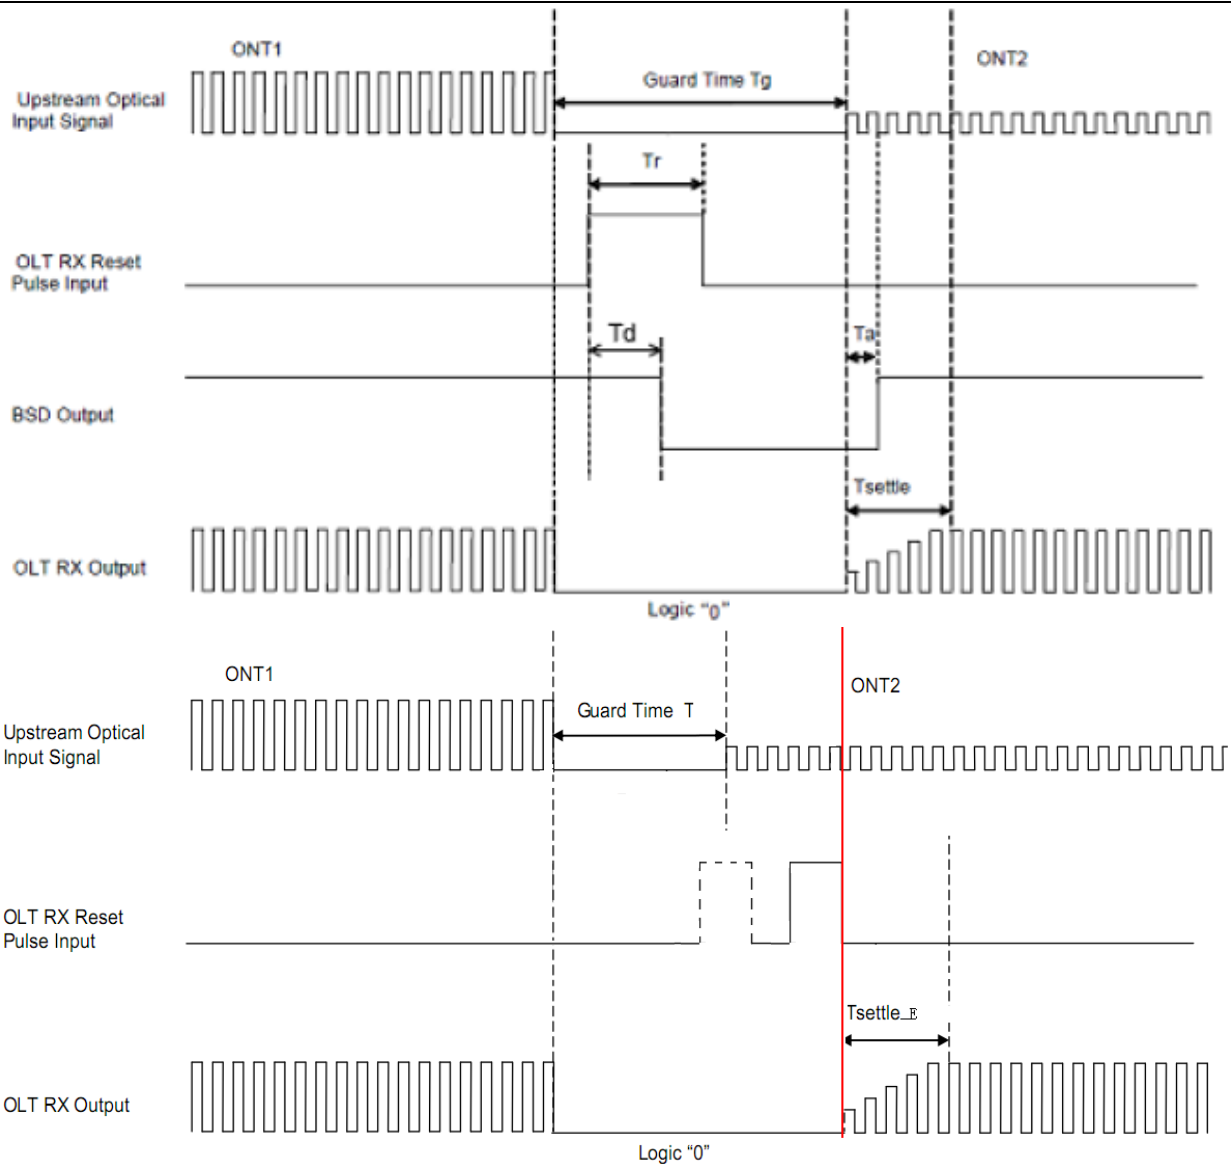 ONT1
ONT2
Guard Time Tg
Upstream Optical
Input Signal
Tr
OLT RX Reset
Pulse Input
Td
Ta
BSD Output
Tsettle
OLT RX Output
Logic "0"
ONT1
ONT2
Guard Time T
Upstream Optical
Input Signal
OLT RX Reset
Pulse Input
Tsettle_E
OLT RX Output
Logic “0”